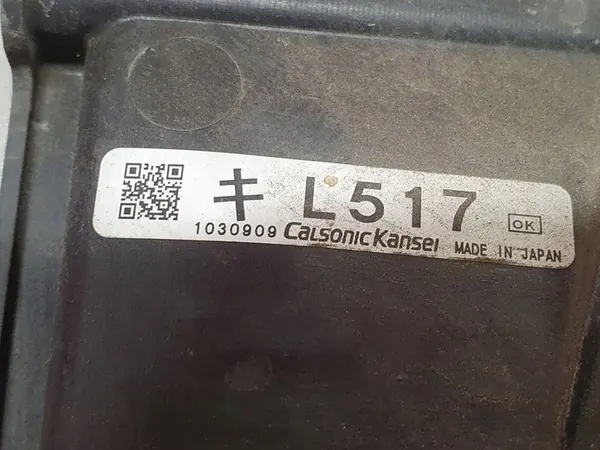 キ L517 OK
1030909 CalsonicKansei MADE IN JAPAN